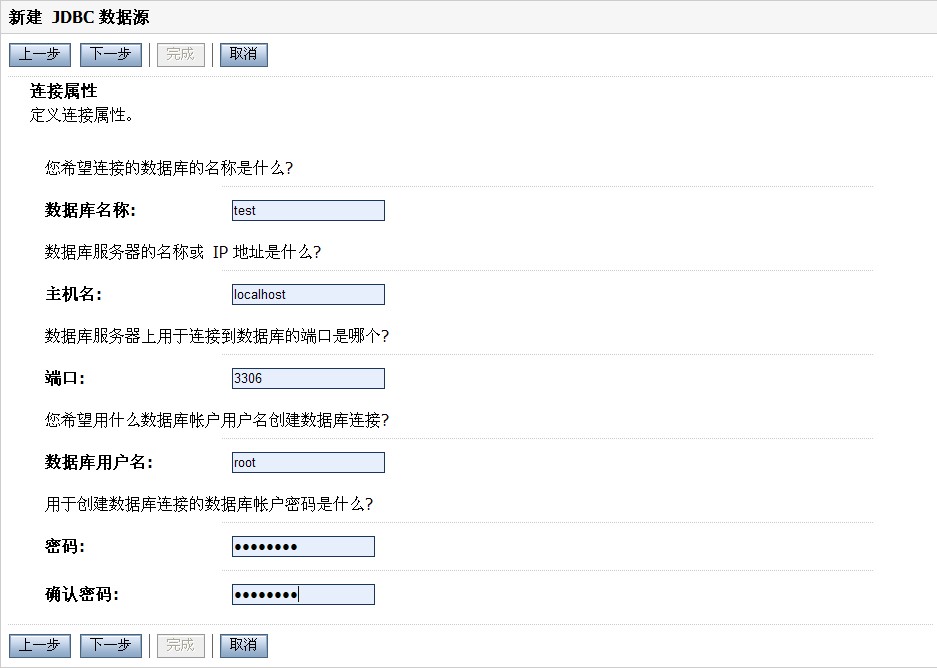 新建 JDBC 数据源
上一步 下一步 完成 取消
连接属性
定义连接属性。
您希望连接的数据库的名称是什么?
数据库名称: test
数据库服务器的名称或 IP 地址是什么?
主机名: localhost
数据库服务器上用于连接到数据库的端口是哪个?
端口: 3306
您希望用什么数据库帐户用户名创建数据库连接?
数据库用户名: root
用于创建数据库连接的数据库帐户密码是什么?
密码: ••••••••
确认密码: ••••••••
上一步 下一步 完成 取消